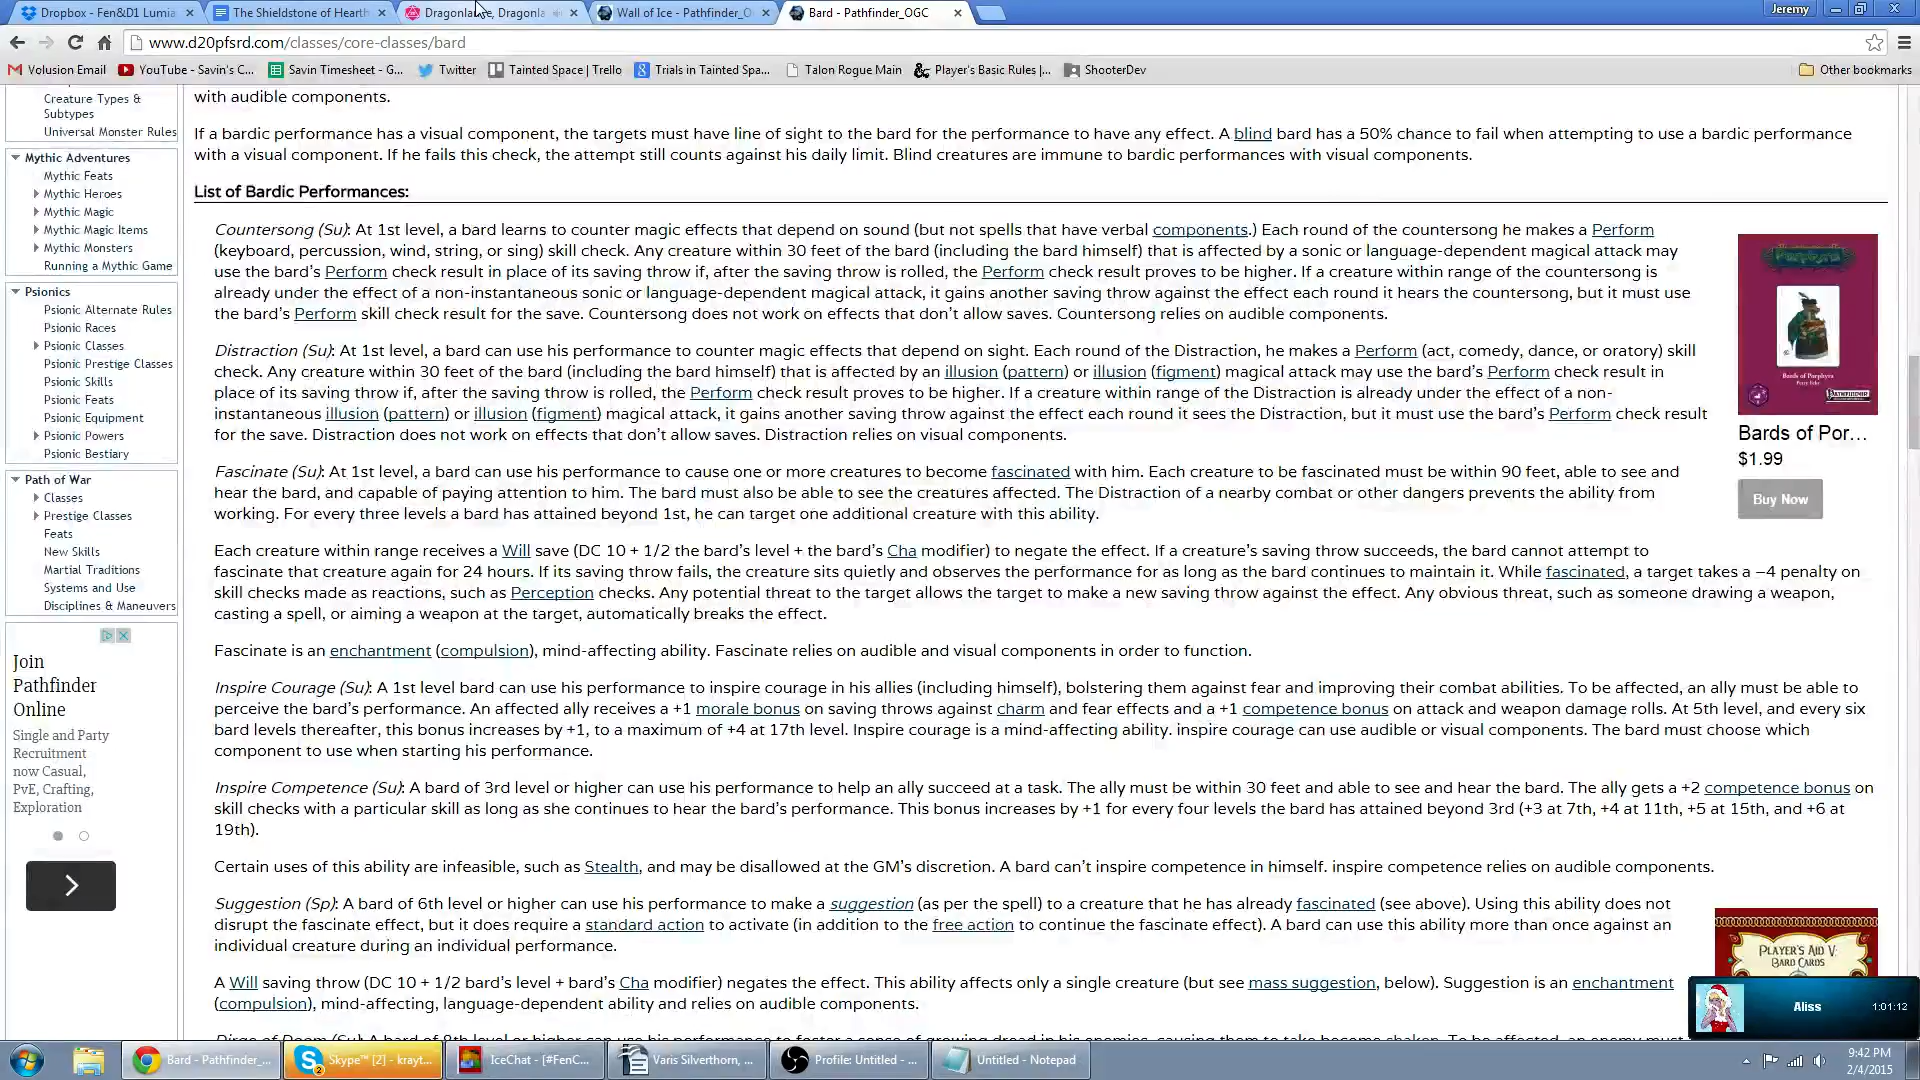 Dropbox - Fen&D1 Lumia
The Shieldstone of Hearth
Dragonlance, Dragonla
Wall of Ice - Pathfinder_O
Bard - Pathfinder_OGC
Jeremy
www.d20pfsrd.com/classes/core-classes/bard
Volusion Email
YouTube - Savin's C...
Savin Timesheet - G...
Twitter
Tainted Space | Trello
Trials in Tainted Spa...
Talon Rogue Main
Player's Basic Rules |...
ShooterDev
Other bookmarks
Creature Types &
Subtypes
Universal Monster Rules
Mythic Adventures
Mythic Feats
Mythic Heroes
Mythic Magic
Mythic Magic Items
Mythic Monsters
Running a Mythic Game
Psionics
Psionic Alternate Rules
Psionic Races
Psionic Classes
Psionic Prestige Classes
Psionic Skills
Psionic Feats
Psionic Equipment
Psionic Powers
Psionic Bestiary
Path of War
Classes
Prestige Classes
Feats
New Skills
Martial Traditions
Systems and Use
Disciplines & Maneuvers
Join
Pathfinder
Online
Single and Party
Recruitment
now Casual,
PvE, Crafting,
Exploration
with audible components.
If a bardic performance has a visual component, the targets must have line of sight to the bard for the performance to have any effect. A blind bard has a 50% chance to fail when attempting to use a bardic performance
with a visual component. If he fails this check, the attempt still counts against his daily limit. Blind creatures are immune to bardic performances with visual components.
List of Bardic Performances:
Countersong (Su): At 1st level, a bard learns to counter magic effects that depend on sound (but not spells that have verbal components.) Each round of the countersong he makes a Perform
(keyboard, percussion, wind, string, or sing) skill check. Any creature within 30 feet of the bard (including the bard himself) that is affected by a sonic or language-dependent magical attack may
use the bard's Perform check result in place of its saving throw if, after the saving throw is rolled, the Perform check result proves to be higher. If a creature within range of the countersong is
already under the effect of a non-instantaneous sonic or language-dependent magical attack, it gains another saving throw against the effect each round it hears the countersong, but it must use
the bard's Perform skill check result for the save. Countersong does not work on effects that don't allow saves. Countersong relies on audible components.
Distraction (Su): At 1st level, a bard can use his performance to counter magic effects that depend on sight. Each round of the Distraction, he makes a Perform (act, comedy, dance, or oratory) skill
check. Any creature within 30 feet of the bard (including the bard himself) that is affected by an illusion (pattern) or illusion (figment) magical attack may use the bard's Perform check result in
place of its saving throw if, after the saving throw is rolled, the Perform check result proves to be higher. If a creature within range of the Distraction is already under the effect of a non-
instantaneous illusion (pattern) or illusion (figment) magical attack, it gains another saving throw against the effect each round it sees the Distraction, but it must use the bard's Perform check result
for the save. Distraction does not work on effects that don't allow saves. Distraction relies on visual components.
Fascinate (Su): At 1st level, a bard can use his performance to cause one or more creatures to become fascinated with him. Each creature to be fascinated must be within 90 feet, able to see and
hear the bard, and capable of paying attention to him. The bard must also be able to see the creatures affected. The Distraction of a nearby combat or other dangers prevents the ability from
working. For every three levels a bard has attained beyond 1st, he can target one additional creature with this ability.
Each creature within range receives a Will save (DC 10 + 1/2 the bard's level + the bard's Cha modifier) to negate the effect. If a creature's saving throw succeeds, the bard cannot attempt to
fascinate that creature again for 24 hours. If its saving throw fails, the creature sits quietly and observes the performance for as long as the bard continues to maintain it. While fascinated, a target takes a −4 penalty on
skill checks made as reactions, such as Perception checks. Any potential threat to the target allows the target to make a new saving throw against the effect. Any obvious threat, such as someone drawing a weapon,
casting a spell, or aiming a weapon at the target, automatically breaks the effect.
Fascinate is an enchantment (compulsion), mind-affecting ability. Fascinate relies on audible and visual components in order to function.
Inspire Courage (Su): A 1st level bard can use his performance to inspire courage in his allies (including himself), bolstering them against fear and improving their combat abilities. To be affected, an ally must be able to
perceive the bard's performance. An affected ally receives a +1 morale bonus on saving throws against charm and fear effects and a +1 competence bonus on attack and weapon damage rolls. At 5th level, and every six
bard levels thereafter, this bonus increases by +1, to a maximum of +4 at 17th level. Inspire courage is a mind-affecting ability. inspire courage can use audible or visual components. The bard must choose which
component to use when starting his performance.
Inspire Competence (Su): A bard of 3rd level or higher can use his performance to help an ally succeed at a task. The ally must be within 30 feet and able to see and hear the bard. The ally gets a +2 competence bonus on
skill checks with a particular skill as long as she continues to hear the bard's performance. This bonus increases by +1 for every four levels the bard has attained beyond 3rd (+3 at 7th, +4 at 11th, +5 at 15th, and +6 at
19th).
Certain uses of this ability are infeasible, such as Stealth, and may be disallowed at the GM's discretion. A bard can't inspire competence in himself. inspire competence relies on audible components.
Suggestion (Sp): A bard of 6th level or higher can use his performance to make a suggestion (as per the spell) to a creature that he has already fascinated (see above). Using this ability does not
disrupt the fascinate effect, but it does require a standard action to activate (in addition to the free action to continue the fascinate effect). A bard can use this ability more than once against an
individual creature during an individual performance.
A Will saving throw (DC 10 + 1/2 bard's level + bard's Cha modifier) negates the effect. This ability affects only a single creature (but see mass suggestion, below). Suggestion is an enchantment
(compulsion), mind-affecting, language-dependent ability and relies on audible components.
Dirge of Doom (Su): A bard of 8th level or higher can use his performance to foster a sense of growing dread in his enemies, causing them to take become shaken. To be affected, an enemy must
Porphyra
Bards of Porphyra
Bards of Por...
$1.99
Buy Now
PLAYER'S AID V:
BARD CARDS
Aliss
1:01:12
Bard - Pathfinder_...
Skype™ [2] - krayt...
IceChat - [#FenC...
Varis Silverthorn, ...
Profile: Untitled - ...
Untitled - Notepad
9:42 PM
2/4/2015